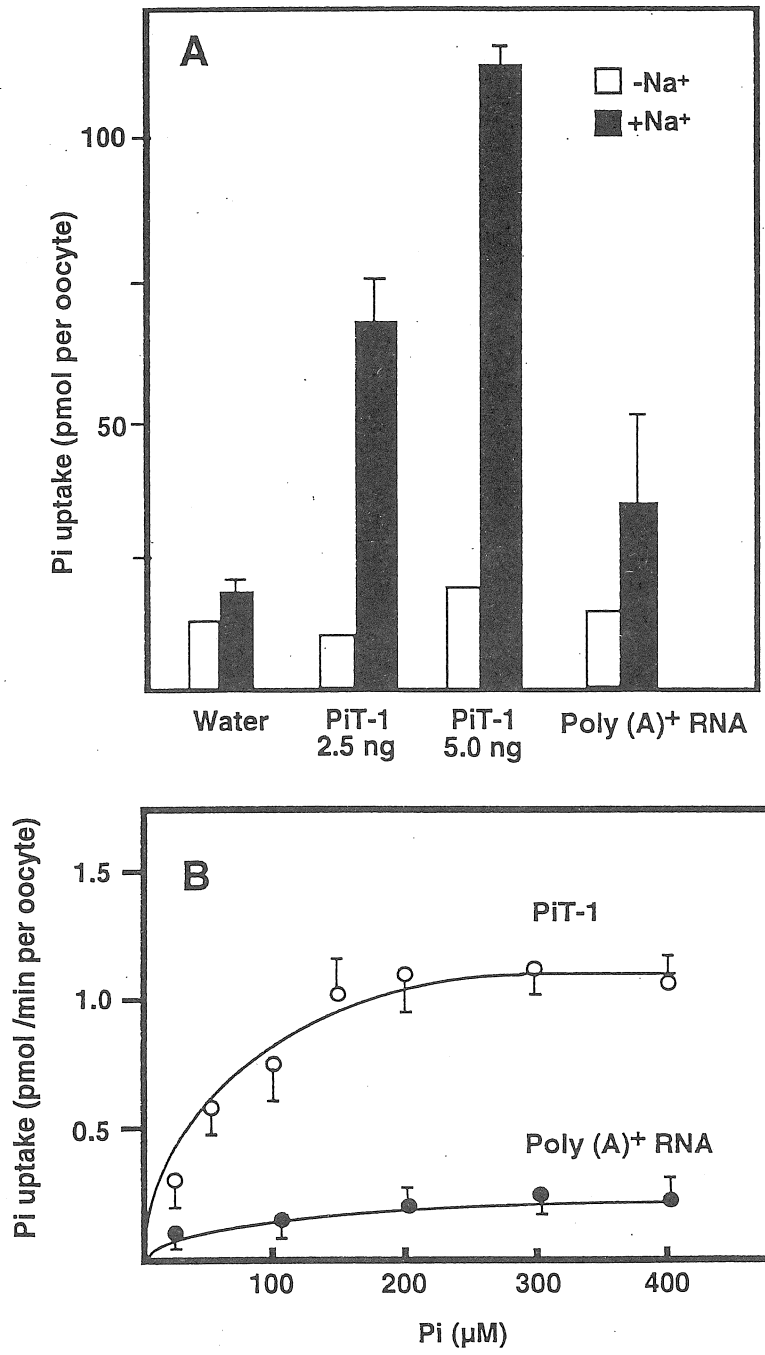 A
-Na+
+Na+
100
50
Pi uptake (pmol per oocyte)
Water
PiT-1
2.5 ng
PiT-1
5.0 ng
Poly (A)+ RNA
B
1.5
1.0
0.5
Pi uptake (pmol /min per oocyte)
PiT-1
Poly (A)+ RNA
100 200 300 400
Pi (µM)